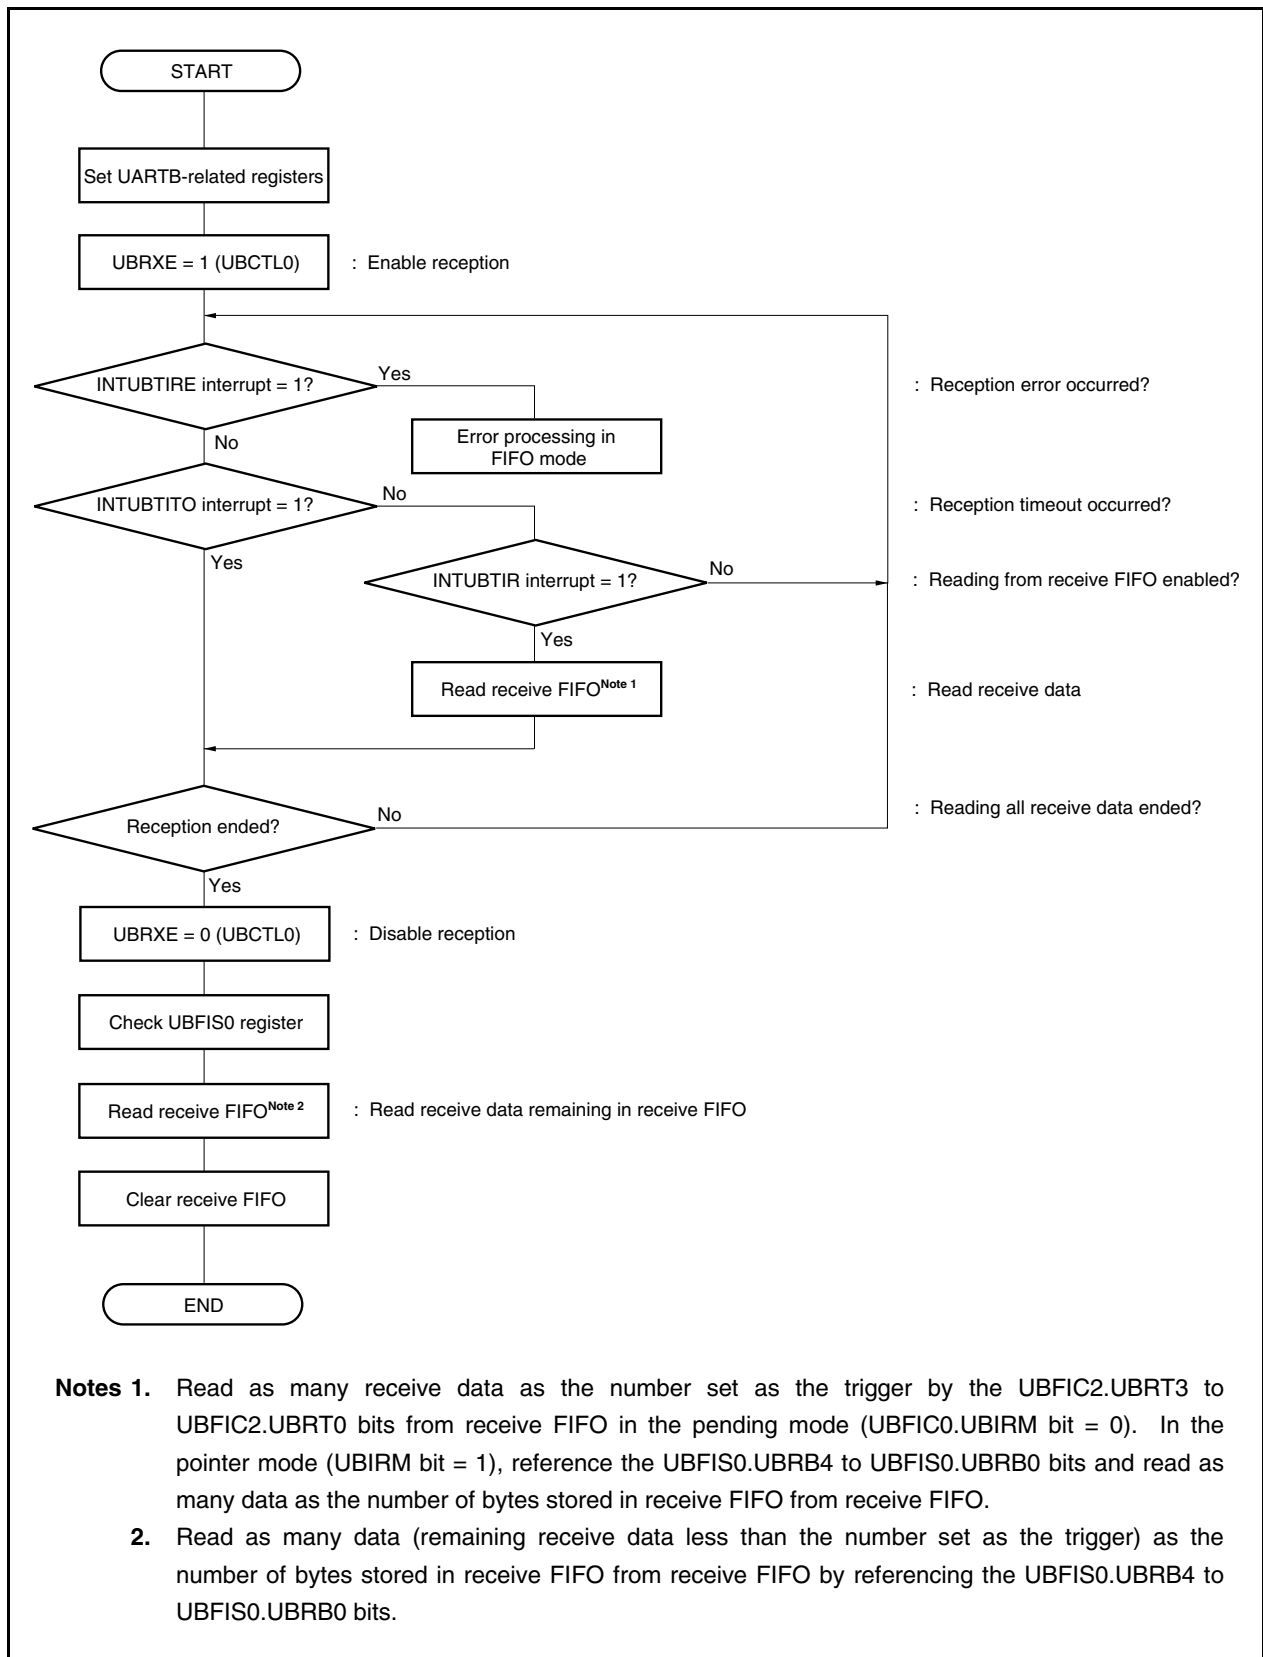 START
Set UARTB-related registers
UBRXE = 1 (UBCTL0)
: Enable reception
INTUBTIRE interrupt = 1?
Yes
: Reception error occurred?
Error processing in
FIFO mode
No
INTUBTITO interrupt = 1?
No
: Reception timeout occurred?
Yes
INTUBTIR interrupt = 1?
No
: Reading from receive FIFO enabled?
Yes
Read receive FIFONote 1
: Read receive data
Reception ended?
No
: Reading all receive data ended?
Yes
UBRXE = 0 (UBCTL0)
: Disable reception
Check UBFIS0 register
Read receive FIFONote 2
: Read receive data remaining in receive FIFO
Clear receive FIFO
END
Notes 1. Read as many receive data as the number set as the trigger by the UBFIC2.UBRT3 to
UBFIC2.UBRT0 bits from receive FIFO in the pending mode (UBFIC0.UBIRM bit = 0). In the
pointer mode (UBIRM bit = 1), reference the UBFIS0.UBRB4 to UBFIS0.UBRB0 bits and read as
many data as the number of bytes stored in receive FIFO from receive FIFO.
2. Read as many data (remaining receive data less than the number set as the trigger) as the
number of bytes stored in receive FIFO from receive FIFO by referencing the UBFIS0.UBRB4 to
UBFIS0.UBRB0 bits.